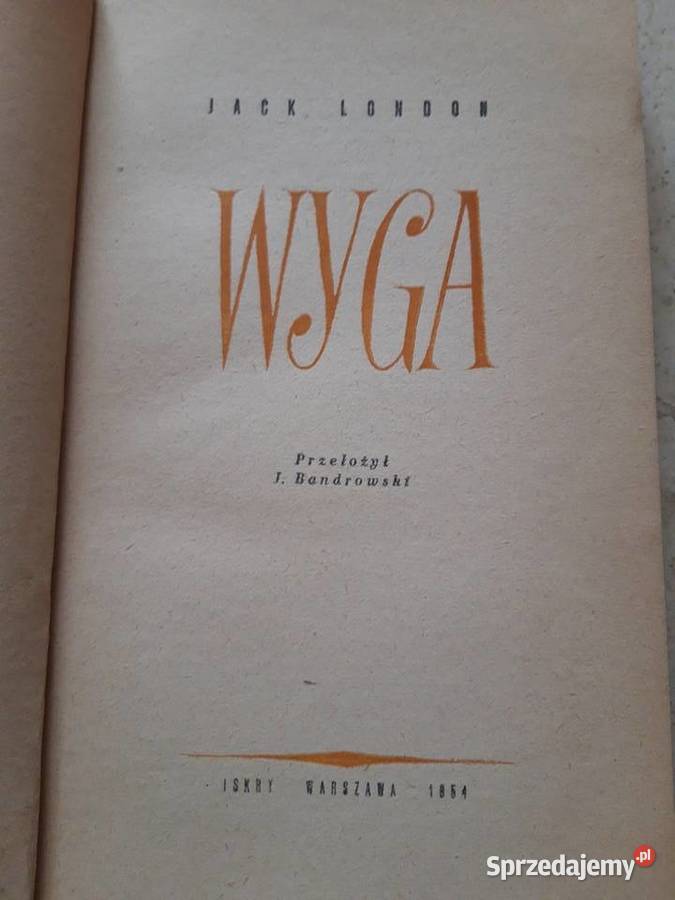 JACK LONDON
WYGA
Przełożył
J. Bandrowski
ISKRY WARSZAWA 1954
Sprzedajemy.pl